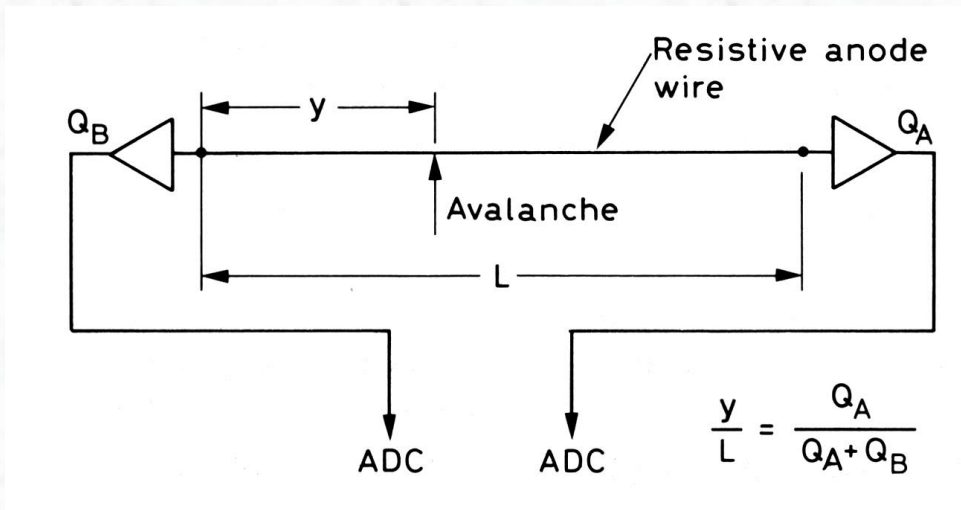 Resistive anode
wire
y
Q_B
Q_A
Avalanche
L
ADC
ADC
y/L = Q_A/(Q_A+Q_B)